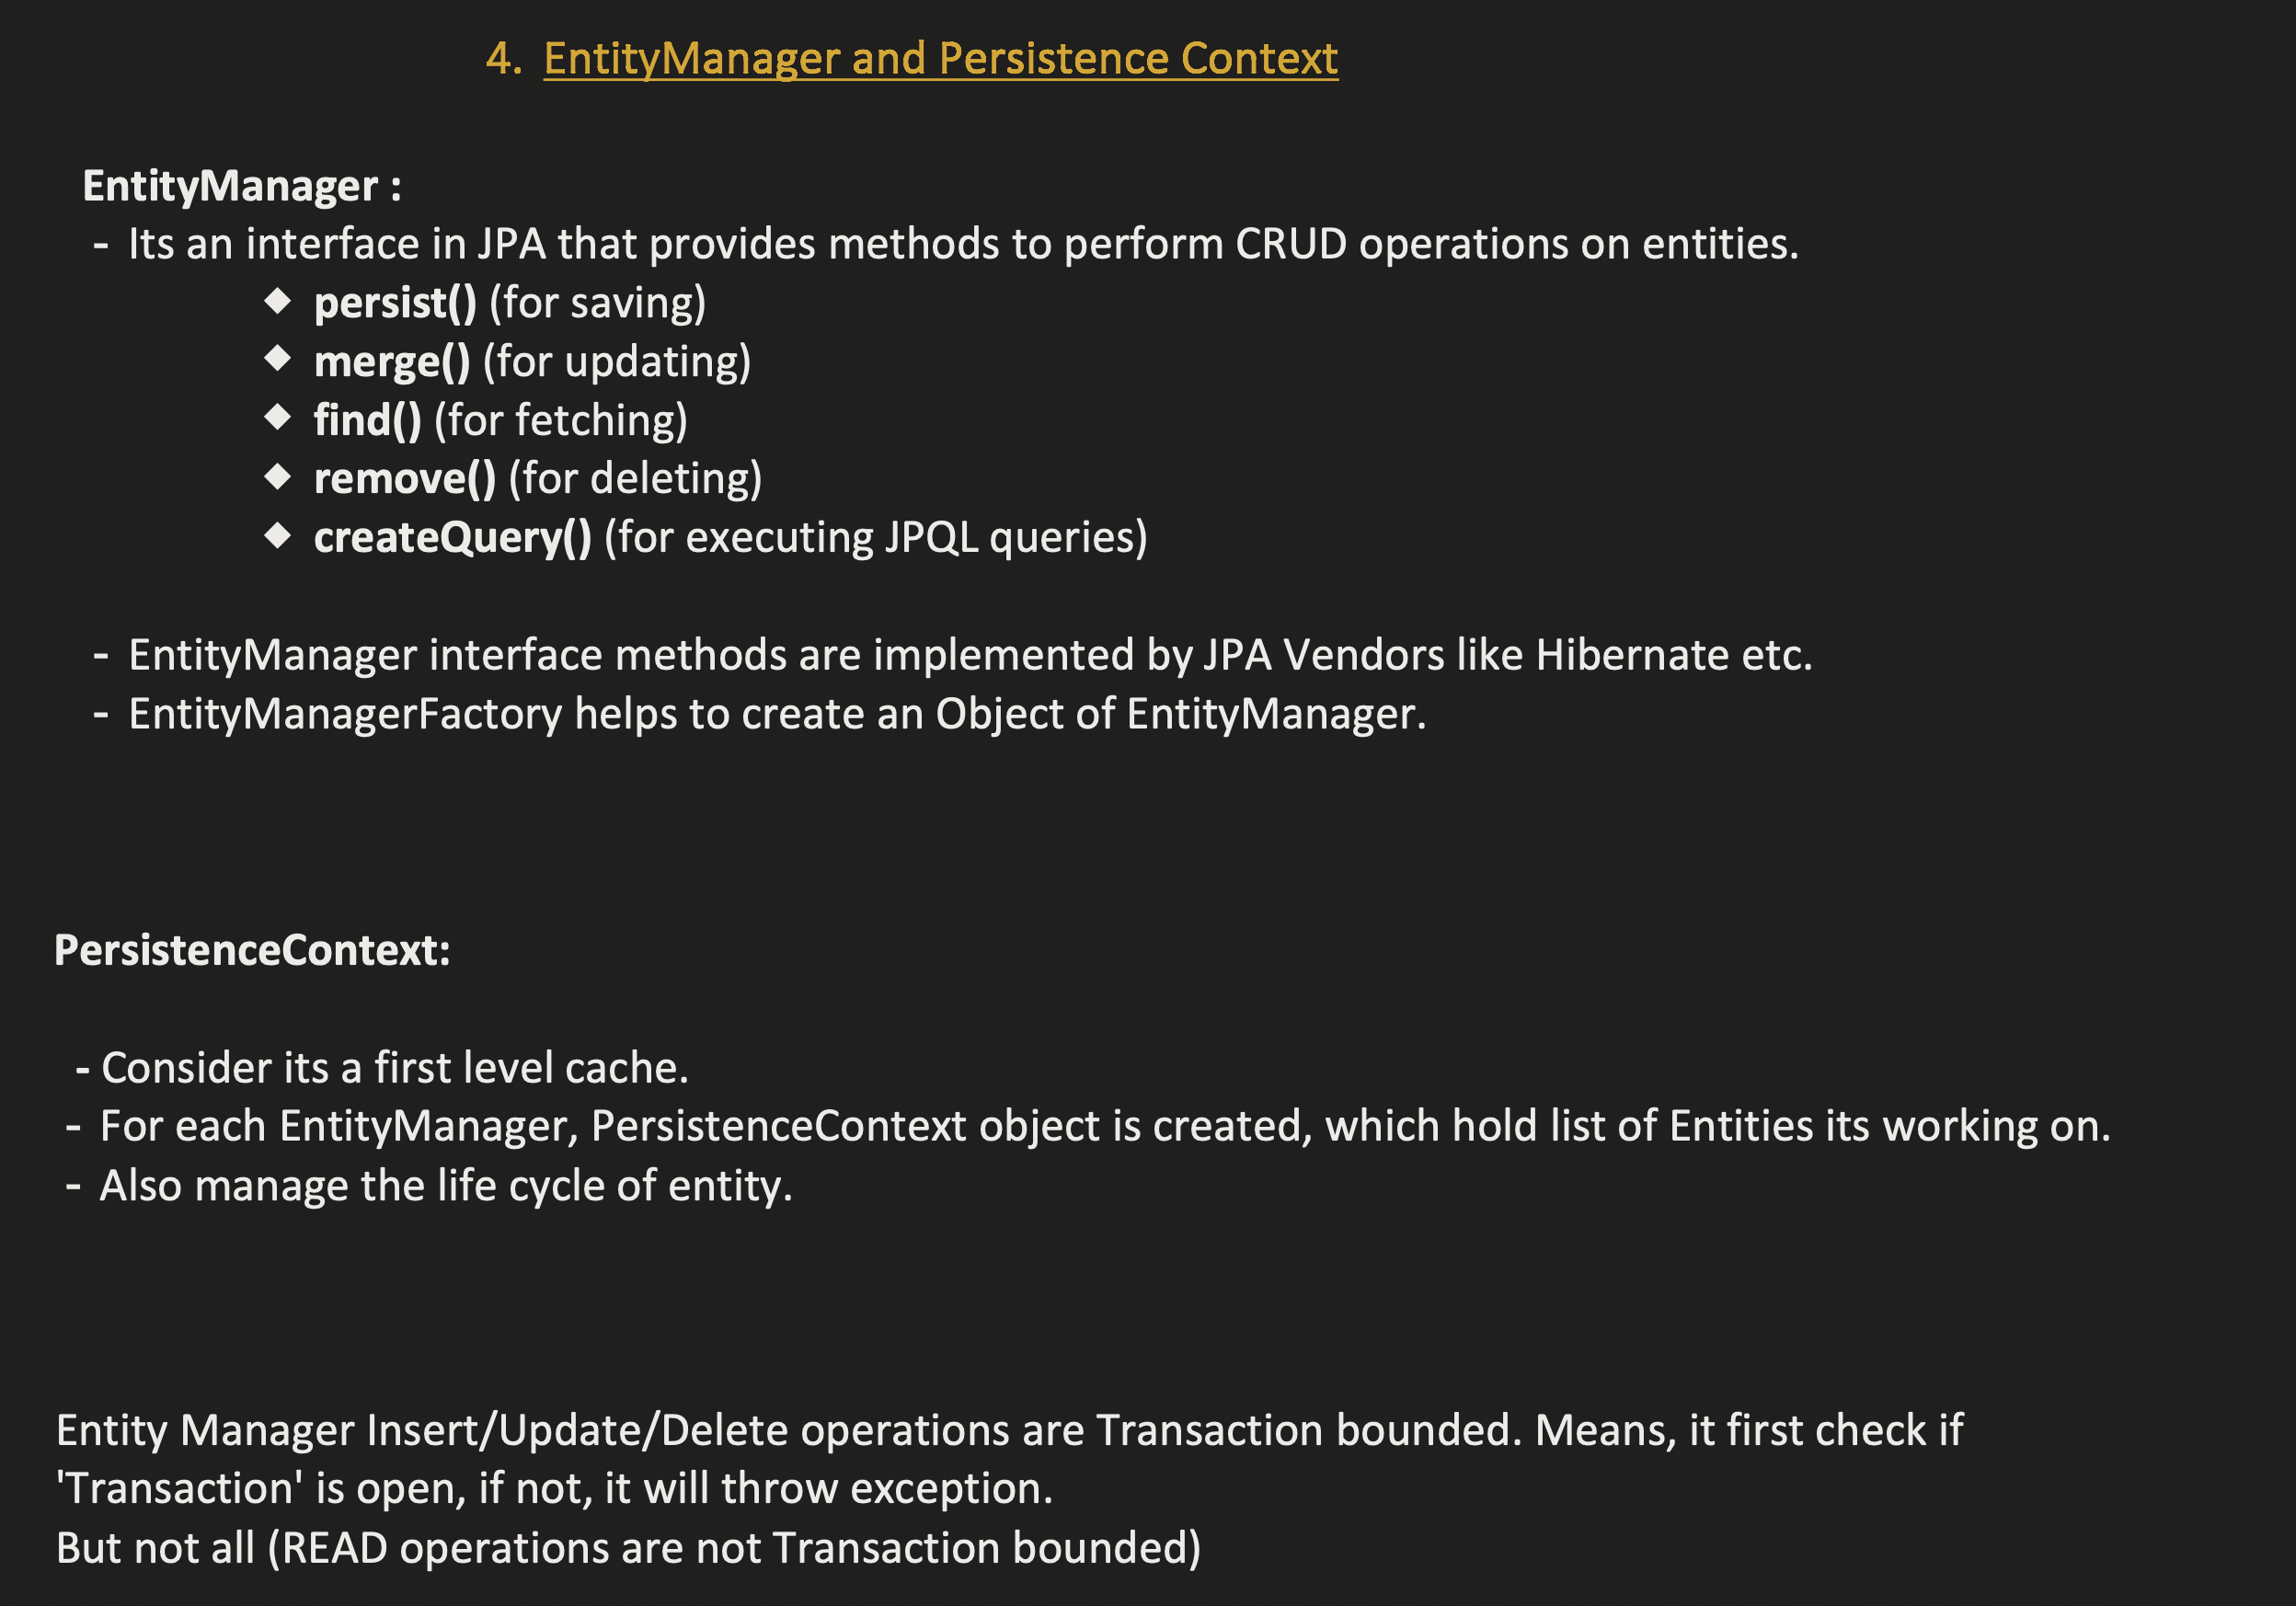 4. EntityManager and Persistence Context
EntityManager :
- Its an interface in JPA that provides methods to perform CRUD operations on entities.
◆ persist() (for saving)
◆ merge() (for updating)
◆ find() (for fetching)
◆ remove() (for deleting)
◆ createQuery() (for executing JPQL queries)
- EntityManager interface methods are implemented by JPA Vendors like Hibernate etc.
- EntityManagerFactory helps to create an Object of EntityManager.
PersistenceContext:
- Consider its a first level cache.
- For each EntityManager, PersistenceContext object is created, which hold list of Entities its working on.
- Also manage the life cycle of entity.
Entity Manager Insert/Update/Delete operations are Transaction bounded. Means, it first check if
'Transaction' is open, if not, it will throw exception.
But not all (READ operations are not Transaction bounded)